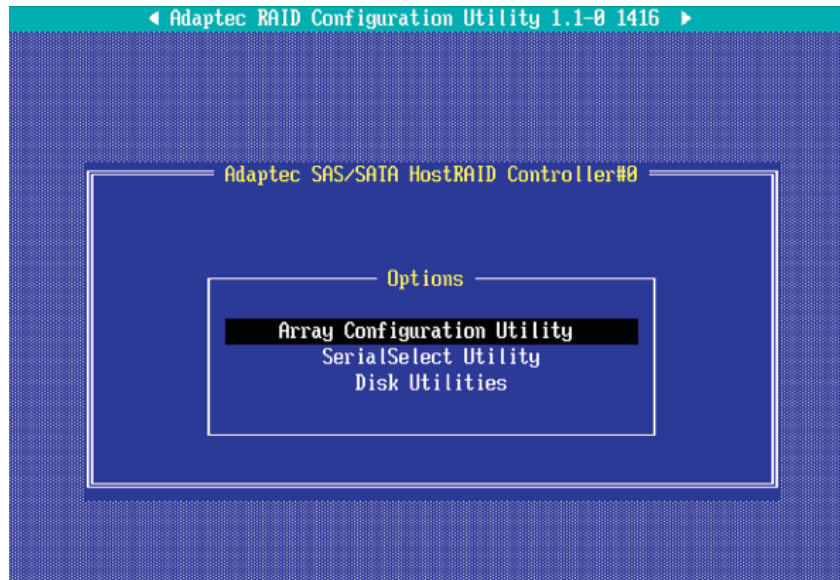 Adaptec RAID Configuration Utility 1.1-0 1416
Adaptec SAS/SATA HostRAID Controller#0
Options
Array Configuration Utility
SerialSelect Utility
Disk Utilities